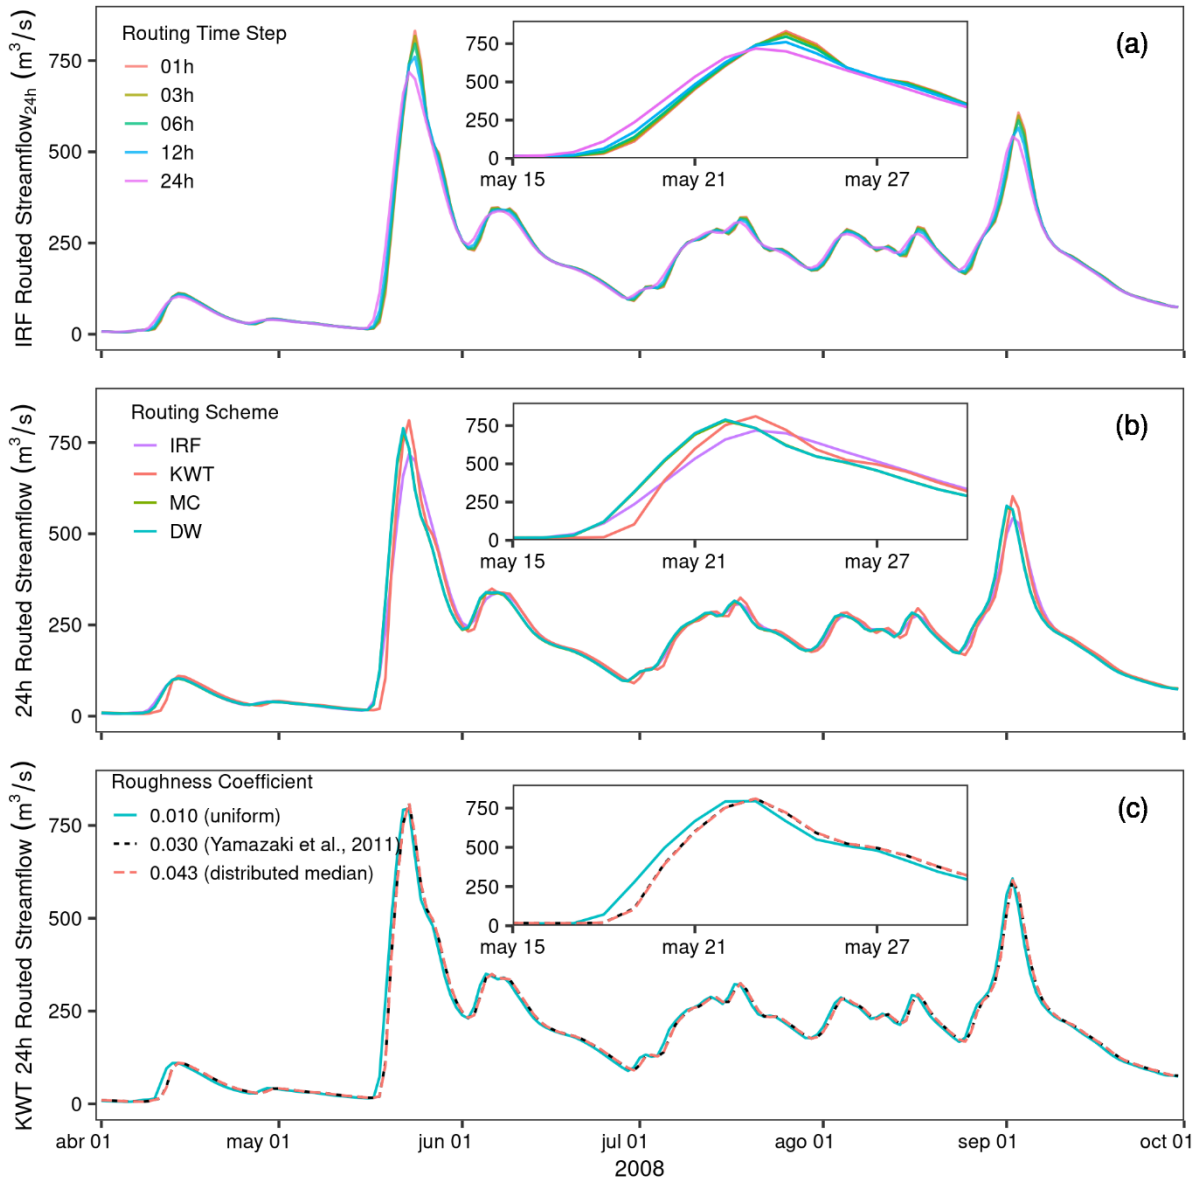 IRF Routed Streamflow24h (m³/s)
(a)
Routing Time Step
01h
03h
06h
12h
24h
750
500
250
0
750
500
250
0
may 15
may 21
may 27
24h Routed Streamflow (m³/s)
(b)
Routing Scheme
IRF
KWT
MC
DW
750
500
250
0
750
500
250
0
may 15
may 21
may 27
KWT 24h Routed Streamflow (m³/s)
(c)
Roughness Coefficient
0.010 (uniform)
0.030 (Yamazaki et al., 2011)
0.043 (distributed median)
750
500
250
0
750
500
250
0
may 15
may 21
may 27
abr 01
may 01
jun 01
jul 01
ago 01
sep 01
oct 01
2008